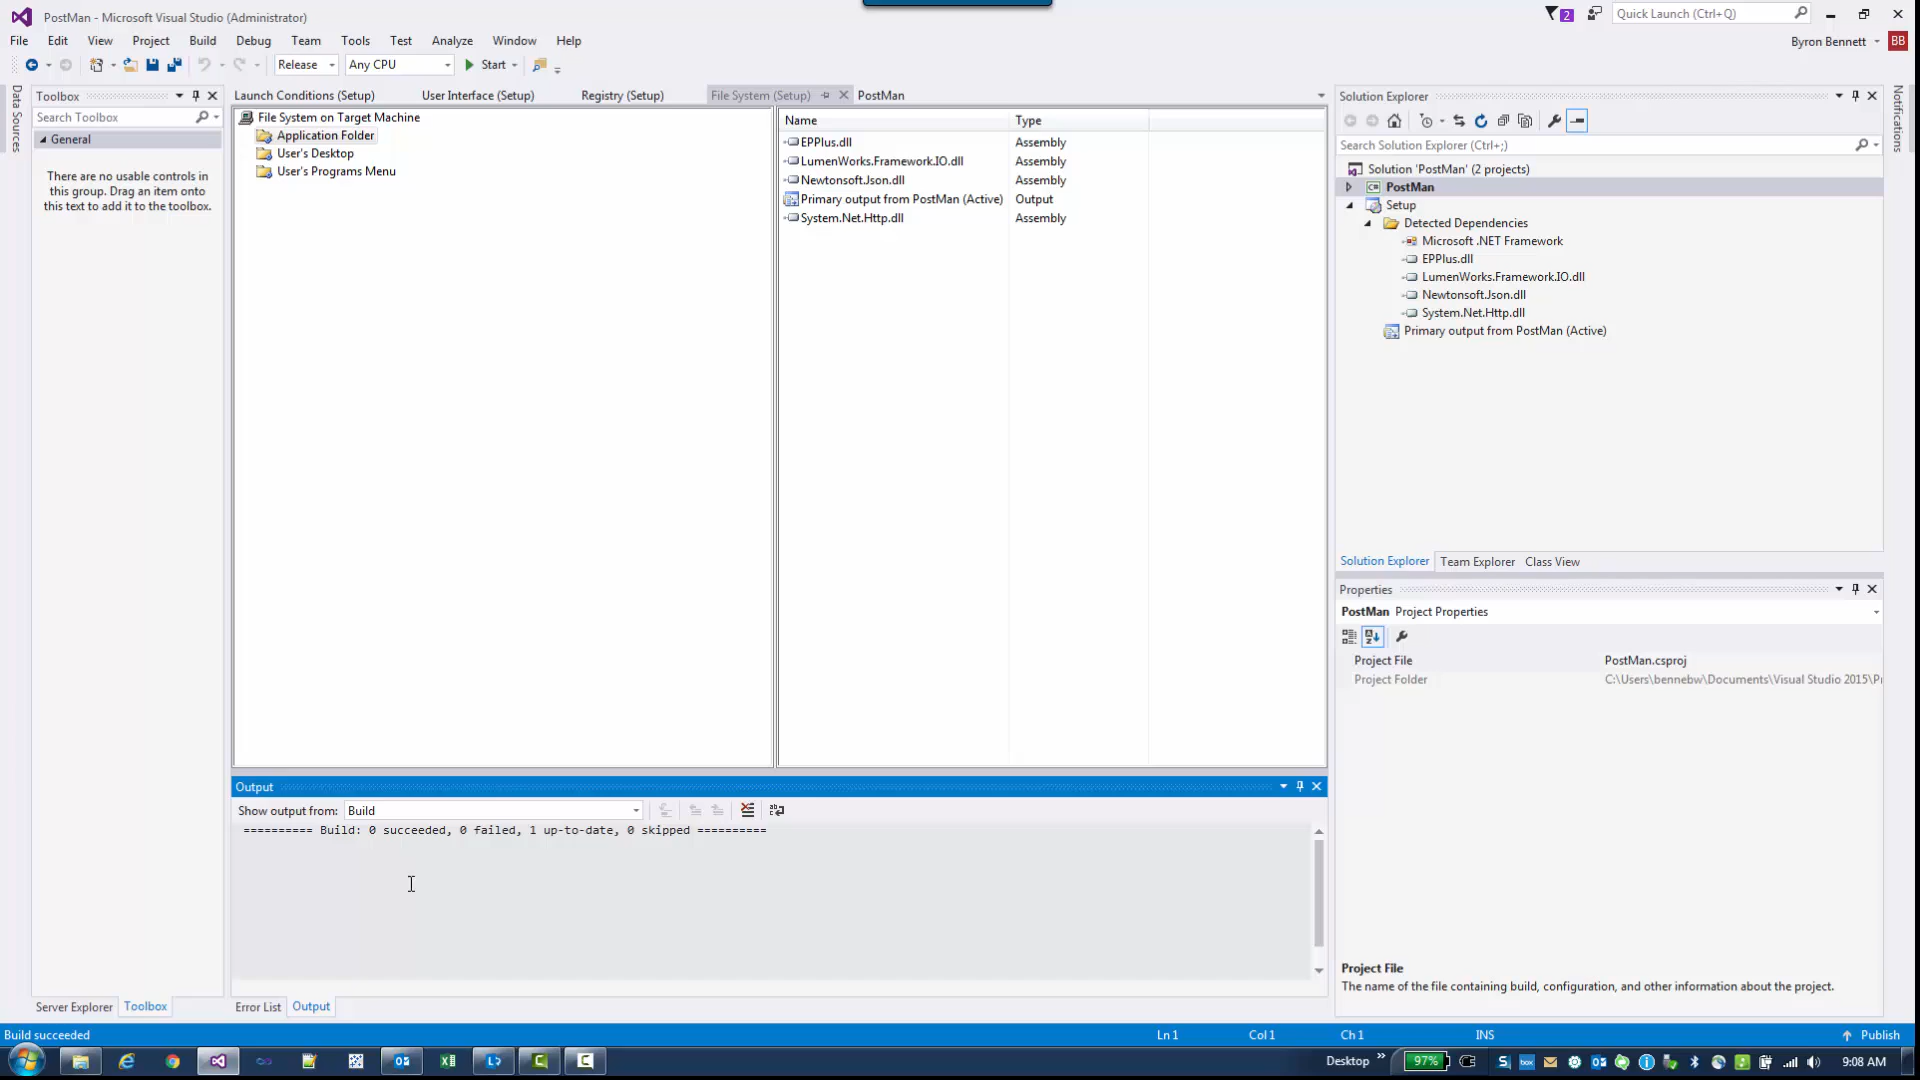 PostMan - Microsoft Visual Studio (Administrator)
2
Quick Launch (Ctrl+Q)
File Edit View Project Build Debug Team Tools Test Analyze Window Help
Byron Bennett BB
Release Any CPU Start
Data Sources
Toolbox
Search Toolbox
General
There are no usable controls in
this group. Drag an item onto
this text to add it to the toolbox.
Server Explorer Toolbox
Launch Conditions (Setup) User Interface (Setup) Registry (Setup) File System (Setup) PostMan
File System on Target Machine
Application Folder
User's Desktop
User's Programs Menu
Name Type
EPPlus.dll Assembly
LumenWorks.Framework.IO.dll Assembly
Newtonsoft.Json.dll Assembly
Primary output from PostMan (Active) Output
System.Net.Http.dll Assembly
Output
Show output from: Build
========== Build: 0 succeeded, 0 failed, 1 up-to-date, 0 skipped ==========
Error List Output
Solution Explorer
Search Solution Explorer (Ctrl+;)
Solution 'PostMan' (2 projects)
C# PostMan
Setup
Detected Dependencies
Microsoft .NET Framework
EPPlus.dll
LumenWorks.Framework.IO.dll
Newtonsoft.Json.dll
System.Net.Http.dll
Primary output from PostMan (Active)
Solution Explorer Team Explorer Class View
Properties
PostMan Project Properties
Project File PostMan.csproj
Project Folder C:\Users\bennebw\Documents\Visual Studio 2015\P
Project File
The name of the file containing build, configuration, and other information about the project.
Notifications
Build succeeded Ln 1 Col 1 Ch 1 INS Publish
Desktop 97% 9:08 AM